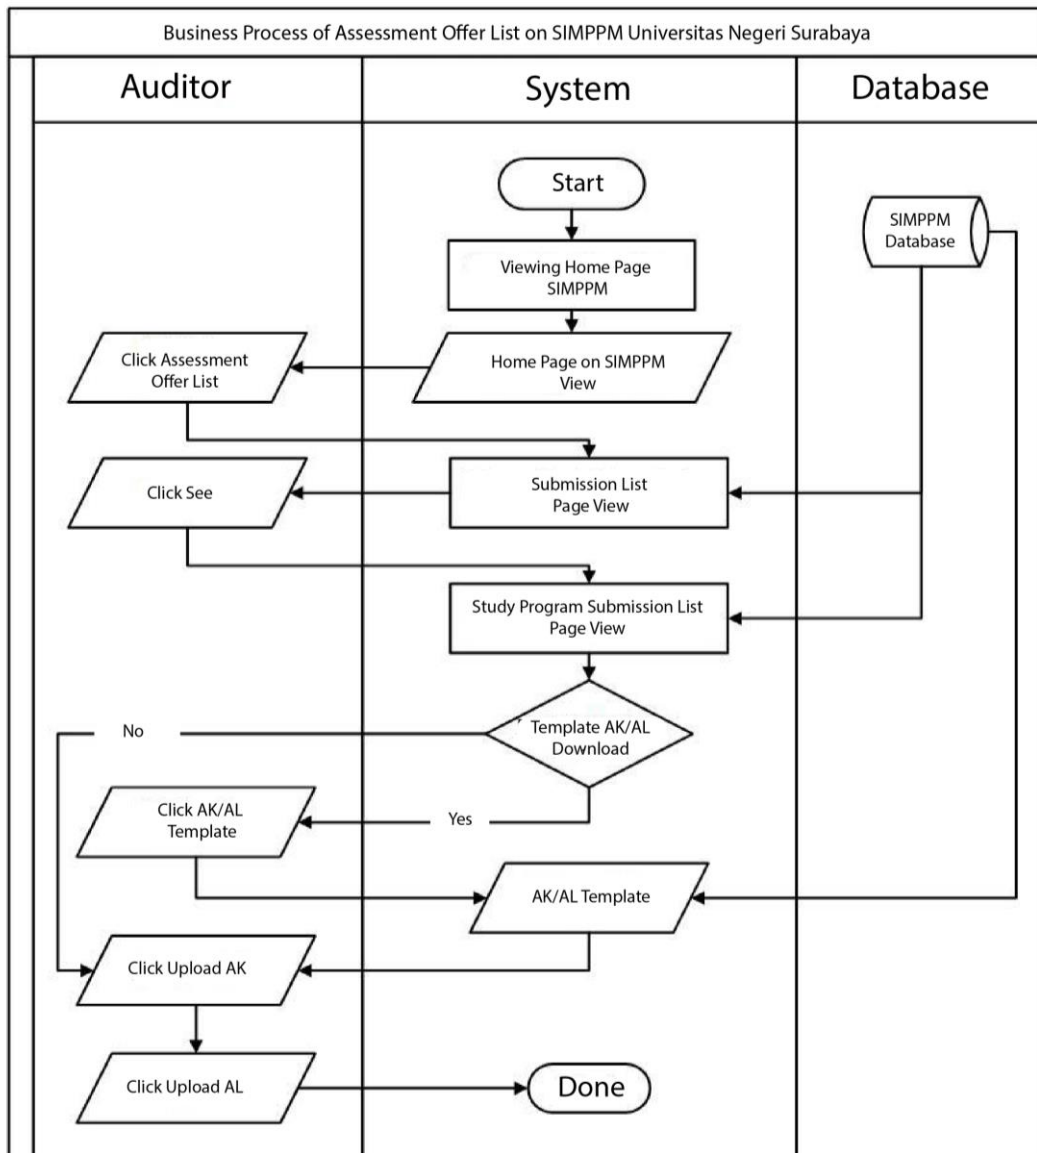 Business Process of Assessment Offer List on SIMPPM Universitas Negeri Surabaya
Auditor
System
Database
Start
SIMPPM
Database
Viewing Home Page
SIMPPM
Click Assessment
Offer List
Home Page on SIMPPM
View
Click See
Submission List
Page View
Study Program Submission List
Page View
No
Template AK/AL
Download
Click AK/AL
Template
Yes
AK/AL Template
Click Upload AK
Click Upload AL
Done